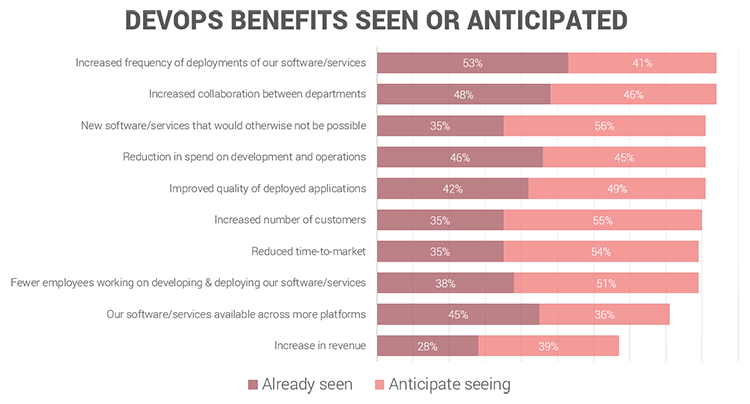 DEVOPS BENEFITS SEEN OR ANTICIPATED
Increased frequency of deployments of our software/services 53% 41%
Increased collaboration between departments 48% 46%
New software/services that would otherwise not be possible 35% 56%
Reduction in spend on development and operations 46% 45%
Improved quality of deployed applications 42% 49%
Increased number of customers 35% 55%
Reduced time-to-market 35% 54%
Fewer employees working on developing & deploying our software/services 38% 51%
Our software/services available across more platforms 45% 36%
Increase in revenue 28% 39%
Already seen Anticipate seeing